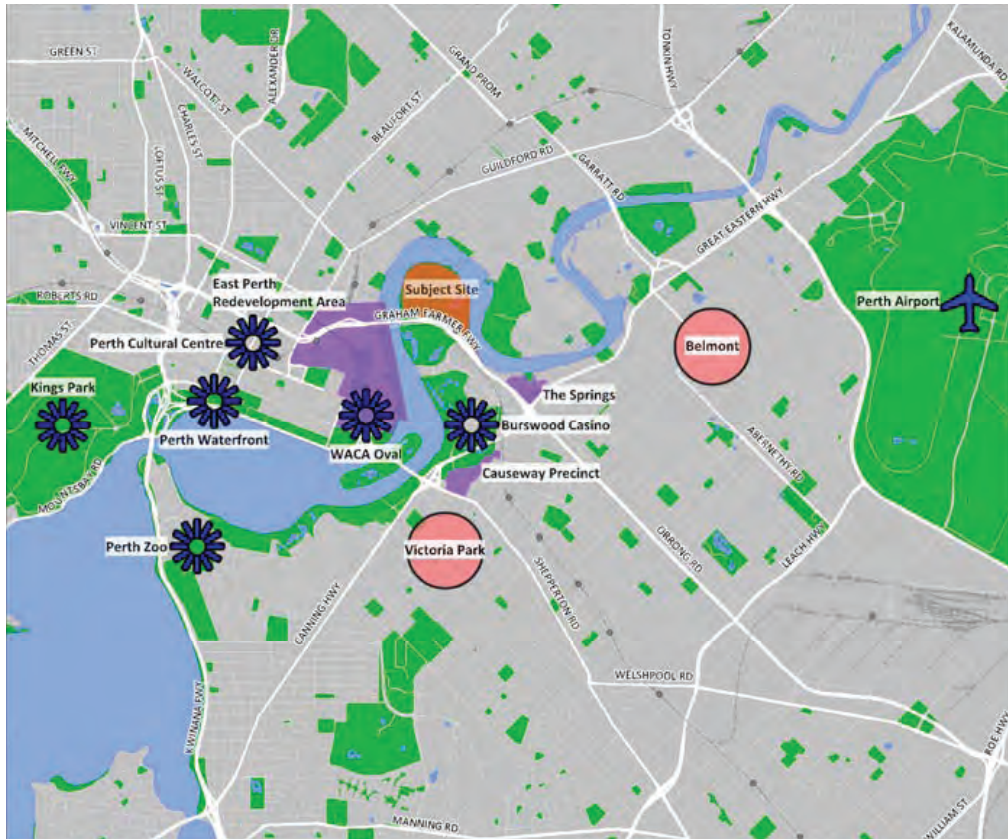 GREEN ST
WALCOTT ST
ALEXANDER DR
GRAND PROM
TONKIN HWY
KALAMUNDA RD
CHARLES ST
BEAUFORT ST
LOFTUS ST
MITCHELL FWY
GUILDFORD RD
GARRATT RD
GREAT EASTERN HWY
VINCENT ST
East Perth
Redevelopment Area
Subject Site
ROBERTS RD
GRAHAM FARMER FWY
Perth Airport
THOMAS ST
Perth Cultural Centre
Belmont
Kings Park
The Springs
Perth Waterfront
Burswood Casino
WACA Oval
ABERNETHY RD
MOUNTS BAY RD
Causeway Precinct
Perth Zoo
Victoria Park
ORRONG RD
LEACH HWY
SHEPPERTON RD
CANNING HWY
WELSHPOOL RD
KWINANA FWY
ROE HWY
MANNING RD
WILLIAM ST